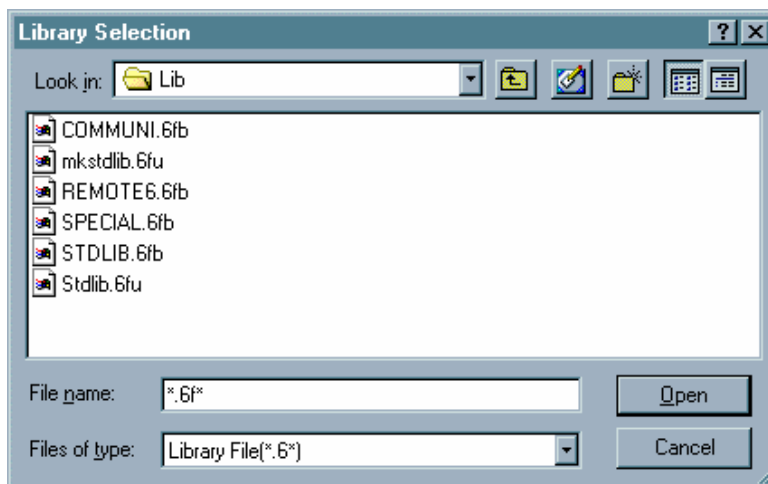 Library Selection
Look in: Lib
COMMUNI.6fb
mkstdlib.6fu
REMOTE6.6fb
SPECIAL.6fb
STDLIB.6fb
Stdlib.6fu
File name: *.6f* Open
Files of type: Library File(*.6*) Cancel